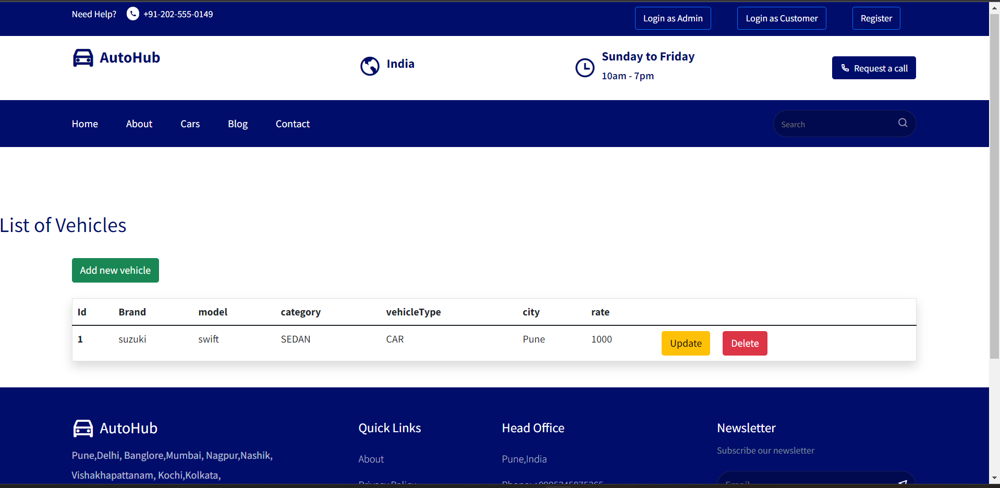 Need Help? +91-202-555-0149 Login as Admin Login as Customer Register
AutoHub India Sunday to Friday
10am - 7pm Request a call
Home About Cars Blog Contact Search
List of Vehicles
Add new vehicle
Id Brand model category vehicleType city rate
1 suzuki swift SEDAN CAR Pune 1000 Update Delete
AutoHub Quick Links Head Office Newsletter
Subscribe our newsletter
Pune,Delhi, Banglore,Mumbai, Nagpur,Nashik, About Pune,India
Vishakhapattanam, Kochi,Kolkata,
Privacy Policy Email